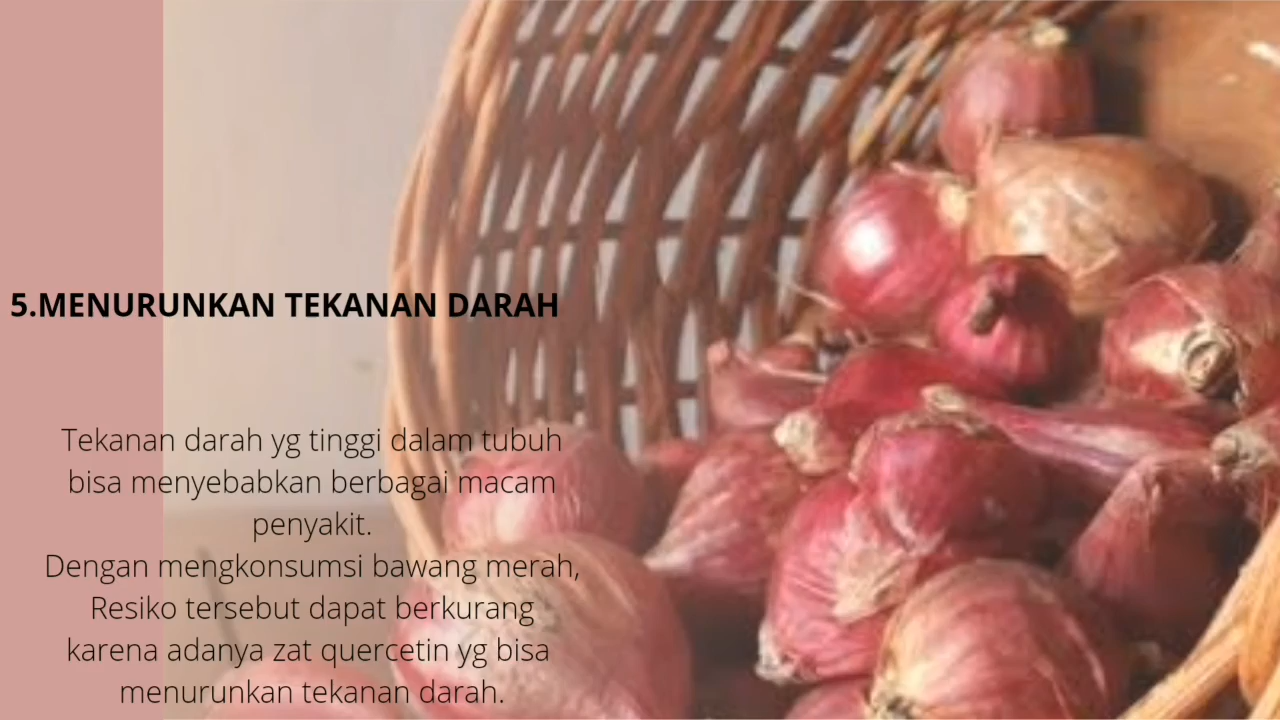 5.MENURUNKAN TEKANAN DARAH
Tekanan darah yg tinggi dalam tubuh
bisa menyebabkan berbagai macam
penyakit.
Dengan mengkonsumsi bawang merah,
Resiko tersebut dapat berkurang
karena adanya zat quercetin yg bisa
menurunkan tekanan darah.